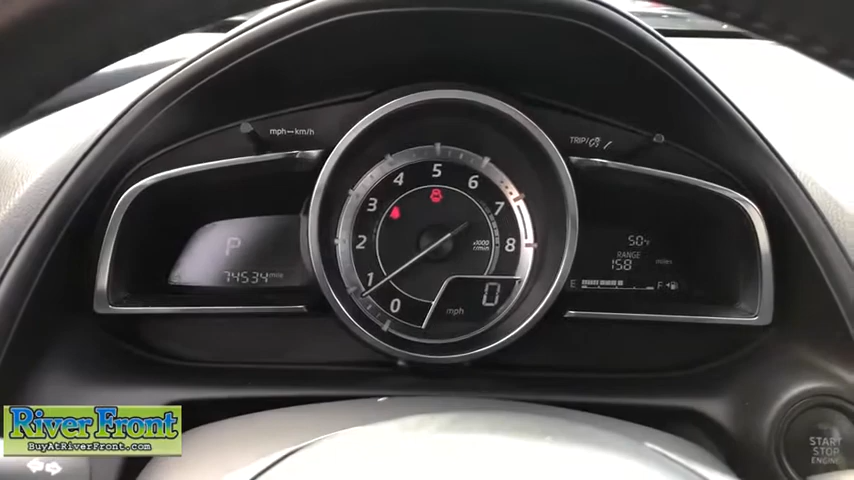 mph↔km/h
TRIP/
0 1 2 3 4 5 6 7 8
x1000
r/min
P
74534 mile
0
mph
50°F
RANGE
158 miles
E F
START
STOP
ENGINE
River Front
BuyAtRiverFront.com